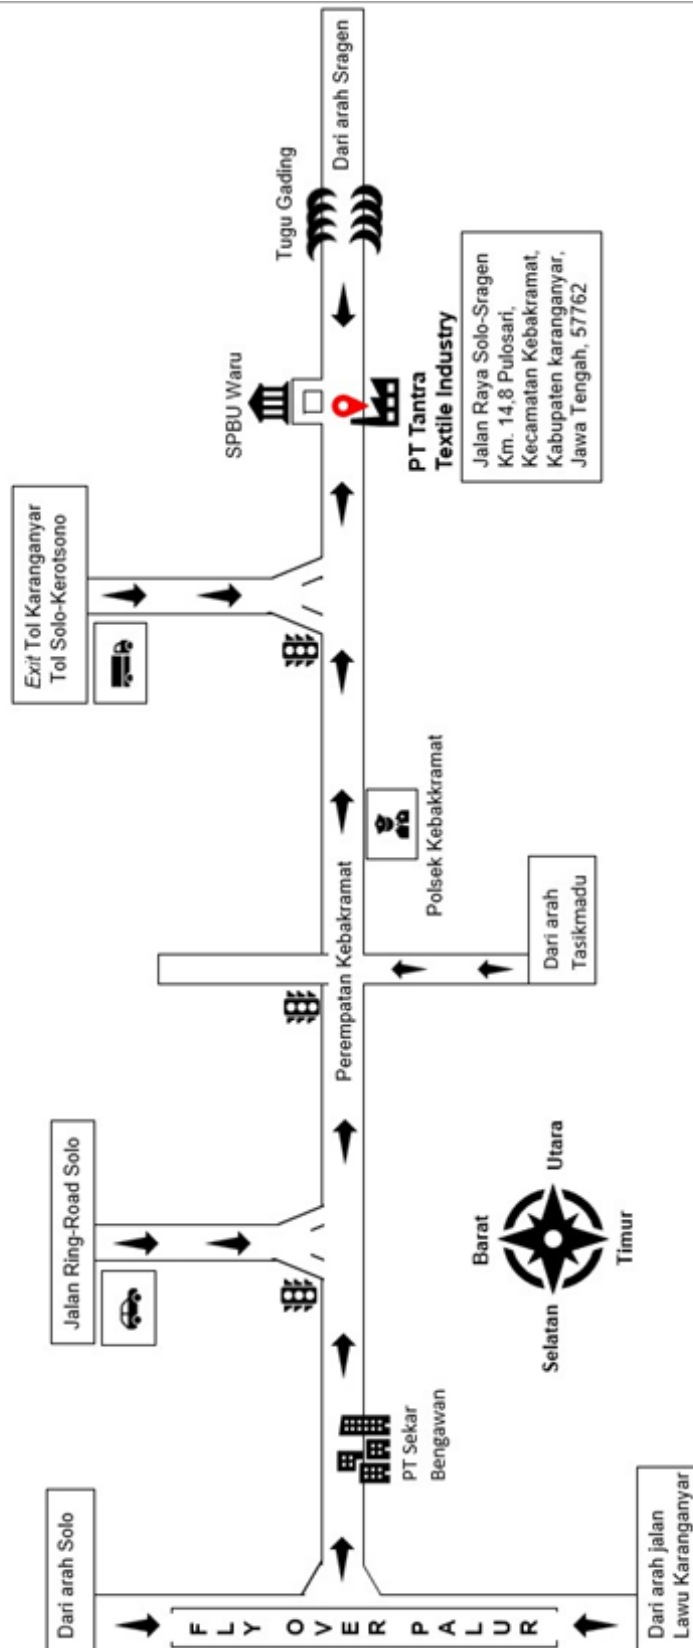 Dari arah Solo
FLY OVER PALUR
Dari arah jalan
Lawu Karanganyar
PT Sekar
Bengawan
Jalan Ring-Road Solo
Barat
Selatan
Utara
Timur
Perempatan Kebakramat
Dari arah
Tasikmadu
Polsek Kebakkramat
Exit Tol Karanganyar
Tol Solo-Kerotsono
SPBU Waru
PT Tantra
Textile Industry
Jalan Raya Solo-Sragen
Km. 14,8 Pulosari,
Kecamatan Kebakramat,
Kabupaten karanganyar,
Jawa Tengah, 57762
Tugu Gading
Dari arah Sragen